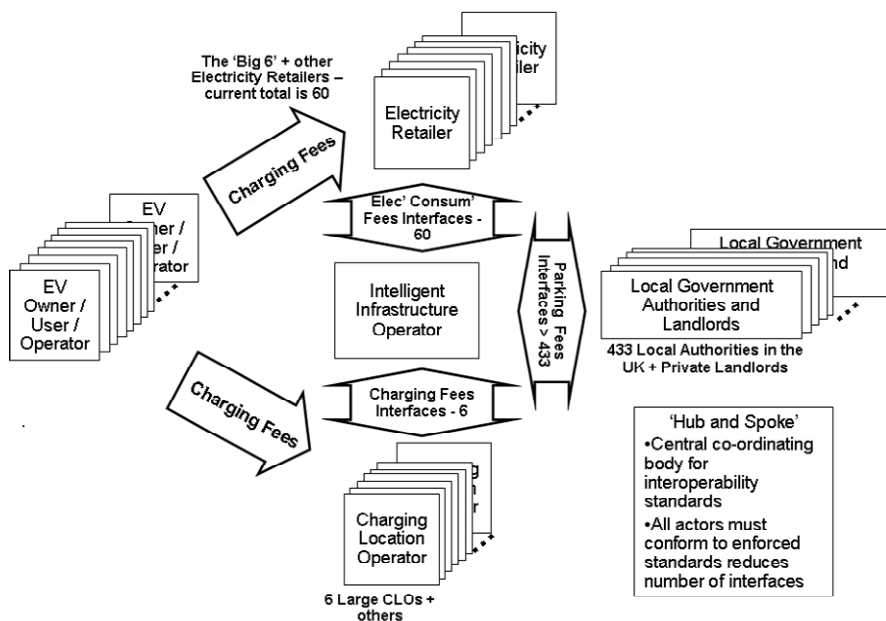 The 'Big 6' + other
Electricity Retailers –
current total is 60
Electricity
Retailer
Charging Fees
Elec' Consum'
Fees Interfaces -
60
EV
EV
Owner /
User /
Operator
Intelligent
Infrastructure
Operator
Parking Fees
Interfaces > 433
Local Government
Local Government
Authorities and
Landlords
433 Local Authorities in the
UK + Private Landlords
Charging Fees
Charging Fees
Interfaces - 6
Charging
Location
Operator
6 Large CLOs +
others
'Hub and Spoke'
•Central co-ordinating
body for
interoperability
standards
•All actors must
conform to enforced
standards reduces
number of interfaces